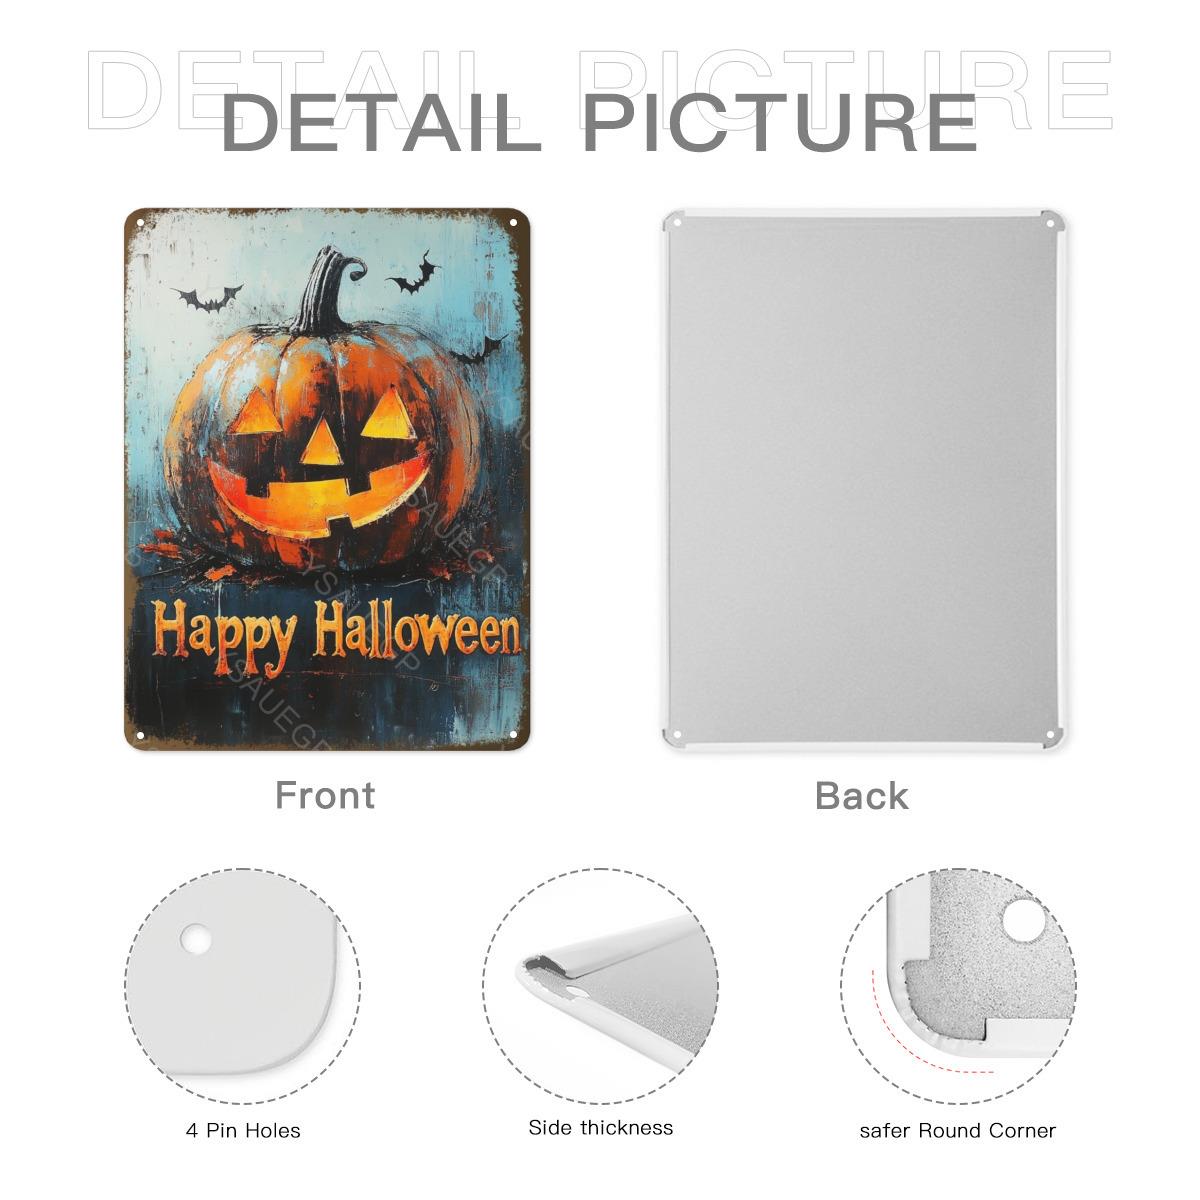 DETAIL PICTURE
DETAIL PICTURE
Happy Halloween
Front
Back
4 Pin Holes
Side thickness
safer Round Corner